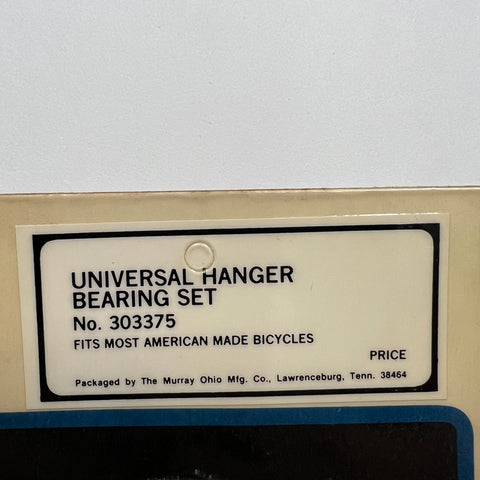 UNIVERSAL HANGER
BEARING SET
No. 303375
FITS MOST AMERICAN MADE BICYCLES
PRICE
Packaged by The Murray Ohio Mfg. Co., Lawrenceburg, Tenn. 38464